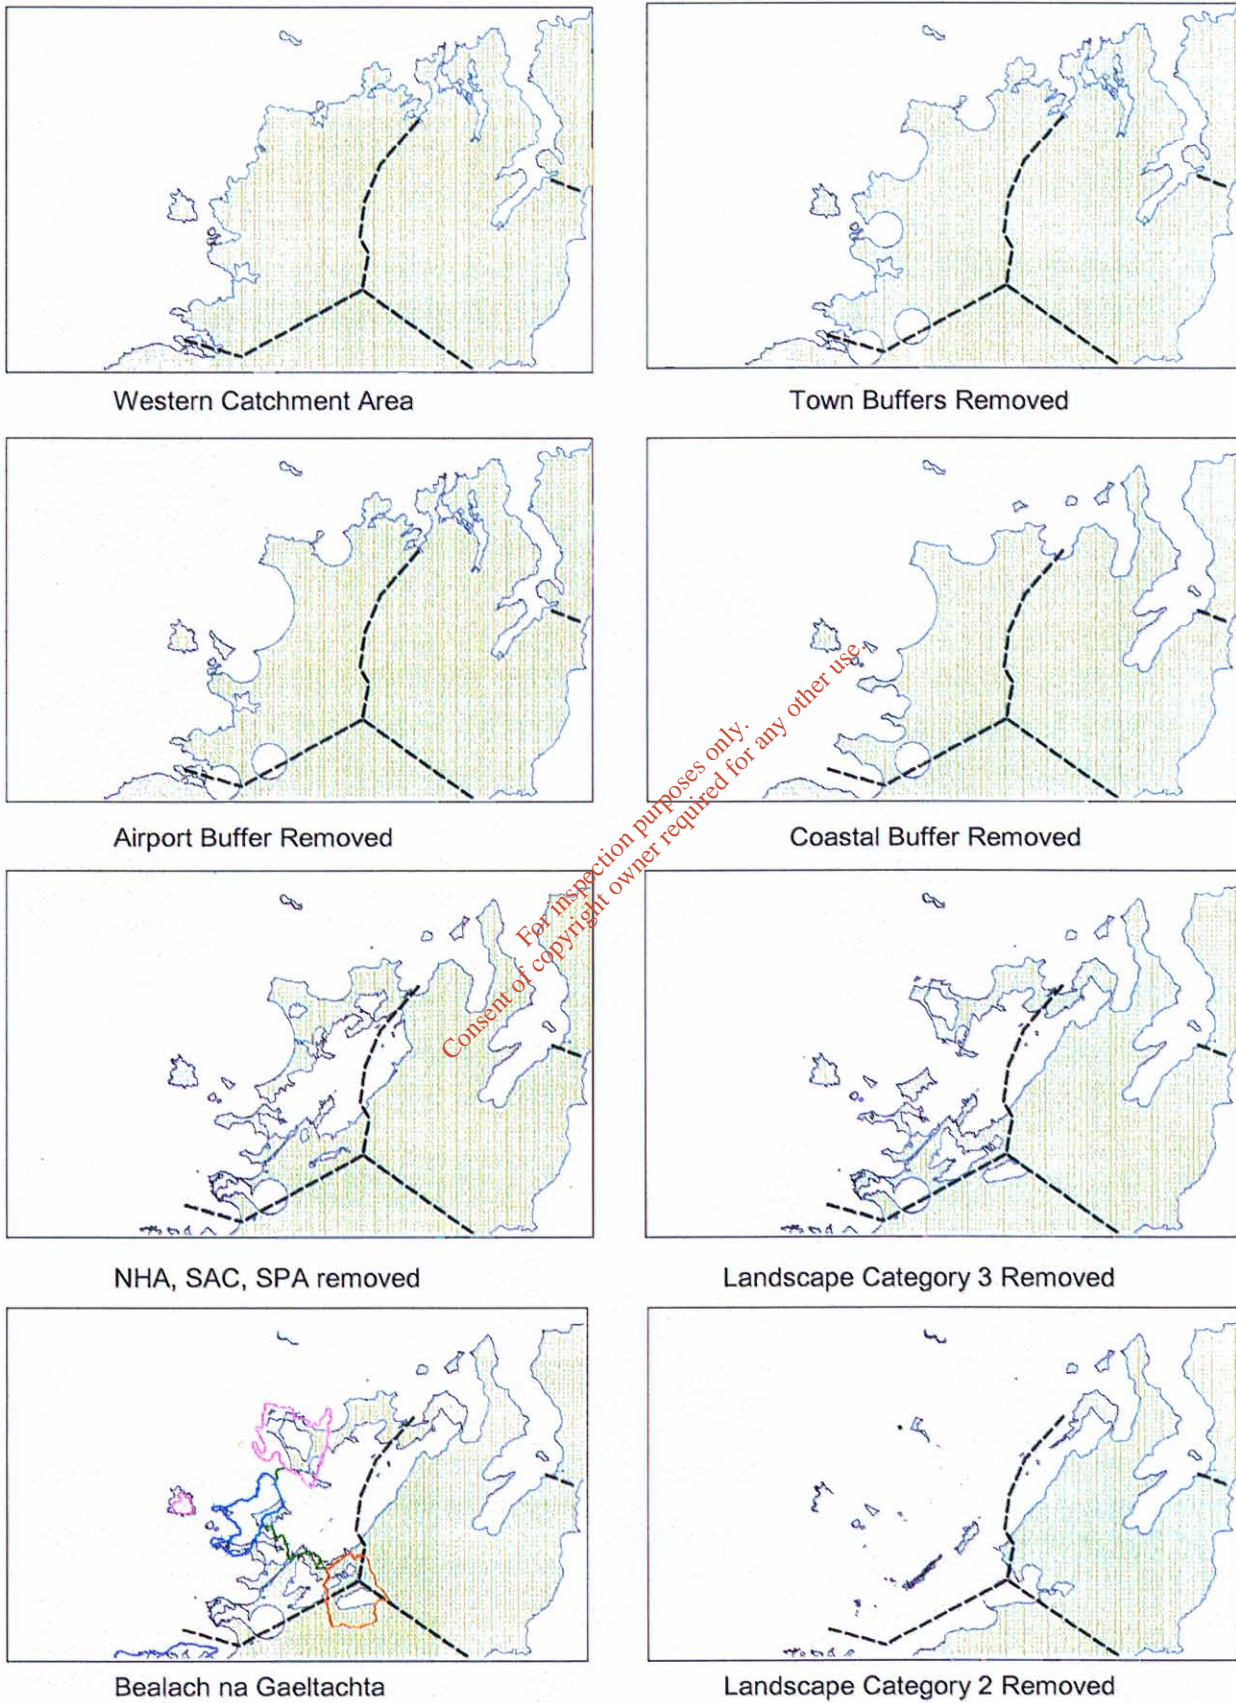 Western Catchment Area
Town Buffers Removed
Airport Buffer Removed
Coastal Buffer Removed
For inspection purposes only.
Consent of copyright owner required for any other use.
NHA, SAC, SPA removed
Landscape Category 3 Removed
Bealach na Gaeltachta
Landscape Category 2 Removed